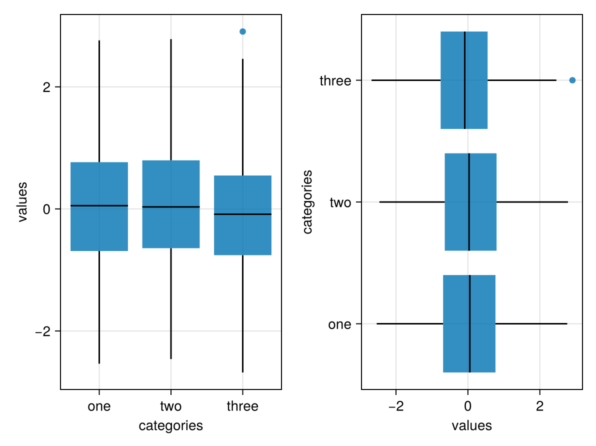 values
2
0
−2
one two three
categories
categories
three
two
one
−2 0 2
values